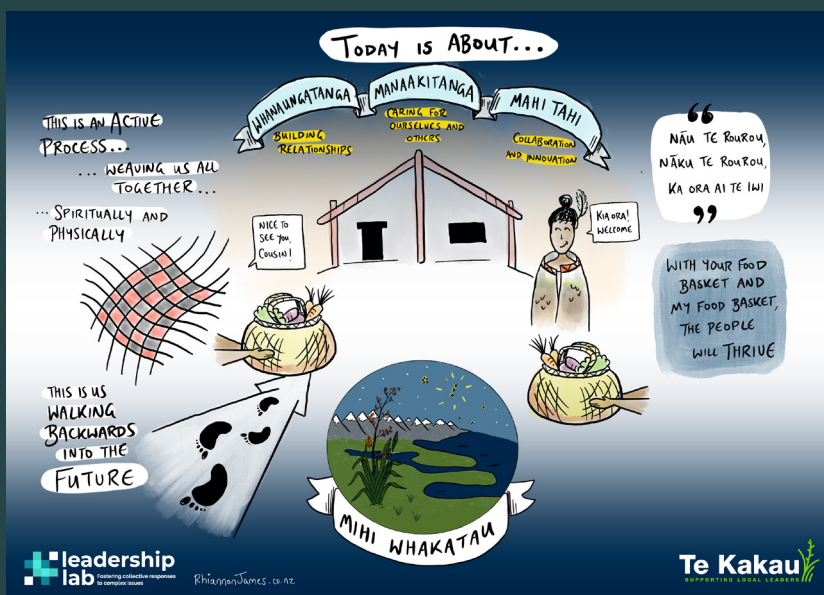 TODAY IS ABOUT...
WHANAUNGATANGA
BUILDING
RELATIONSHIPS
MANAAKITANGA
CARING FOR
OURSELVES AND
OTHERS
MAHI TAHI
COLLABORATION
AND INNOVATION
THIS IS AN ACTIVE
PROCESS...
... WEAVING US ALL
TOGETHER...
... SPIRITUALLY AND
PHYSICALLY
NICE TO
SEE YOU,
COUSIN!
KIA ORA!
WELCOME
“
NĀU TE ROUROU,
NĀKU TE ROUROU,
KA ORA AI TE IWI
”
WITH YOUR FOOD
BASKET AND
MY FOOD BASKET,
THE PEOPLE
WILL THRIVE
THIS IS US
WALKING
BACKWARDS
INTO THE
FUTURE
MIHI WHAKATAU
leadership
lab
Fostering collective responses
to complex issues
RhiannonJames.co.nz
Te Kakau
SUPPORTING LOCAL LEADERS